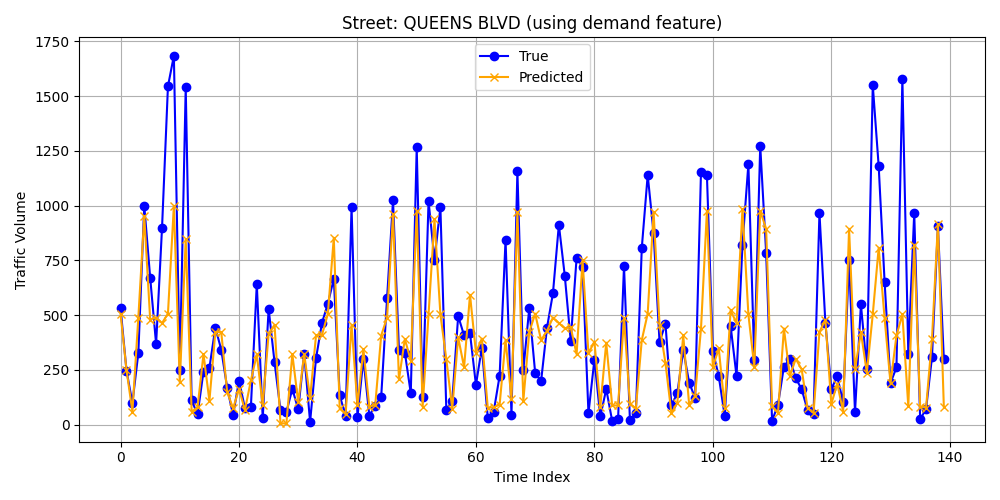 Street: QUEENS BLVD (using demand feature)
True
Predicted
Traffic Volume
1750
1500
1250
1000
750
500
250
0
0 20 40 60 80 100 120 140
Time Index